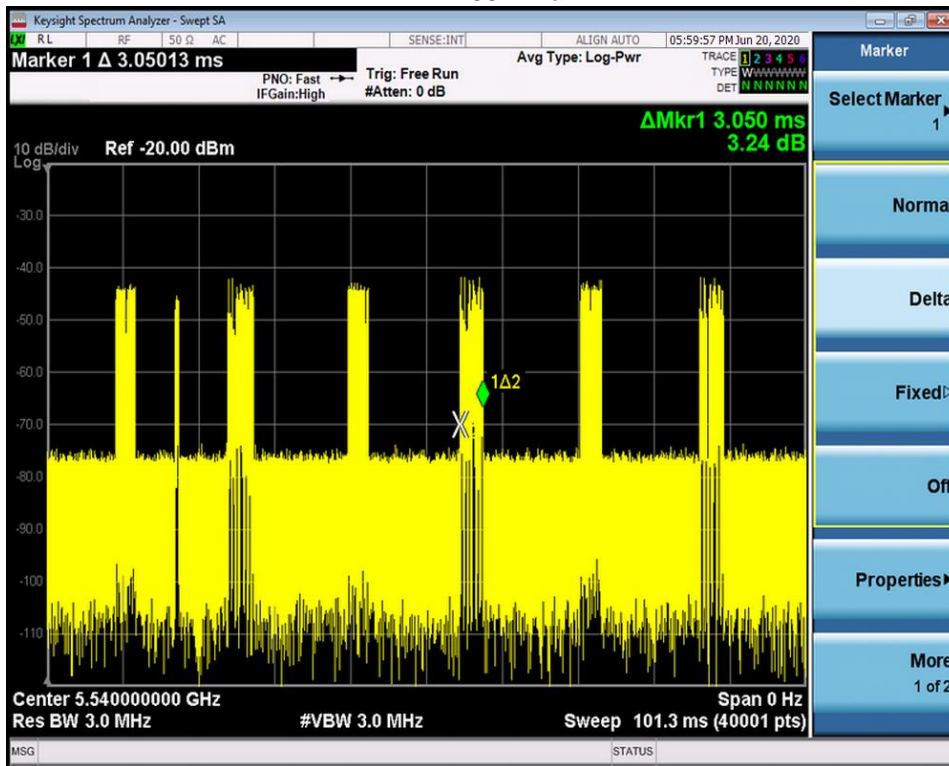 Keysight Spectrum Analyzer - Swept SA
LXI RL RF 50 Ω AC SENSE:INT ALIGN AUTO 05:59:57 PM Jun 20, 2020
Marker 1 Δ 3.05013 ms
PNO: Fast
IFGain:High
Trig: Free Run
#Atten: 0 dB
Avg Type: Log-Pwr
TRACE 1 2 3 4 5 6
TYPE W
DET N N N N N N
ΔMkr1 3.050 ms
3.24 dB
10 dB/div Ref -20.00 dBm
Log
-30.0
-40.0
-50.0
-60.0
-70.0
-80.0
-90.0
-100
-110
1Δ2
X
Center 5.540000000 GHz Span 0 Hz
Res BW 3.0 MHz #VBW 3.0 MHz Sweep 101.3 ms (40001 pts)
MSG STATUS
Marker
Select Marker
1
Norma
Delta
Fixed
Off
Properties
More
1 of 2